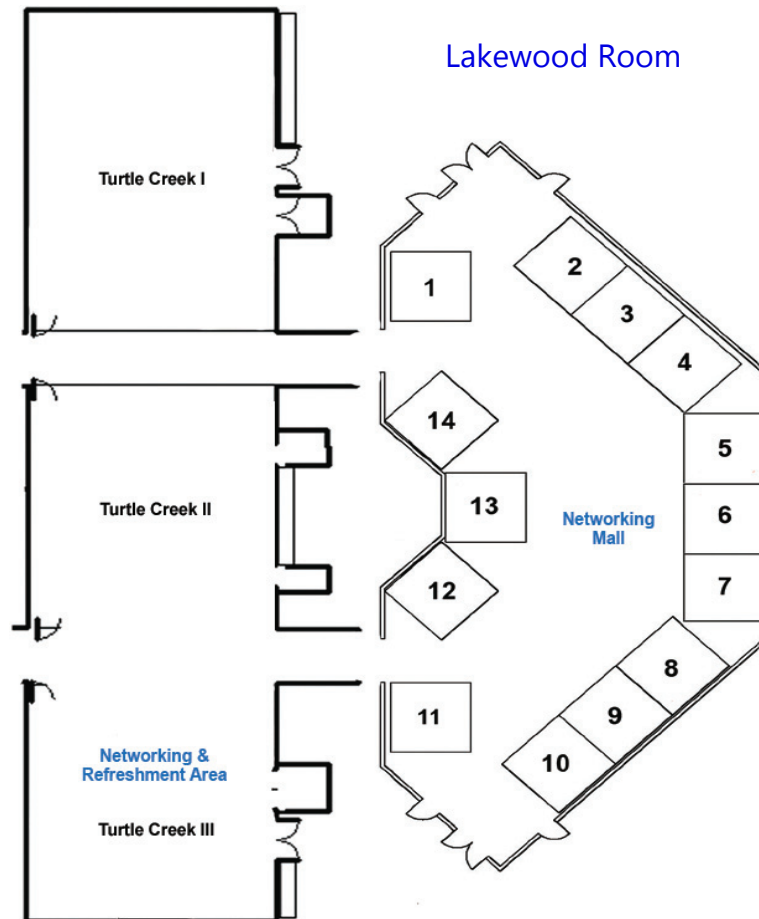 Lakewood Room
Turtle Creek I
1
2
3
4
5
6
7
8
9
10
11
12
13
14
Turtle Creek II
Networking
Mall
Networking &
Refreshment Area
Turtle Creek III